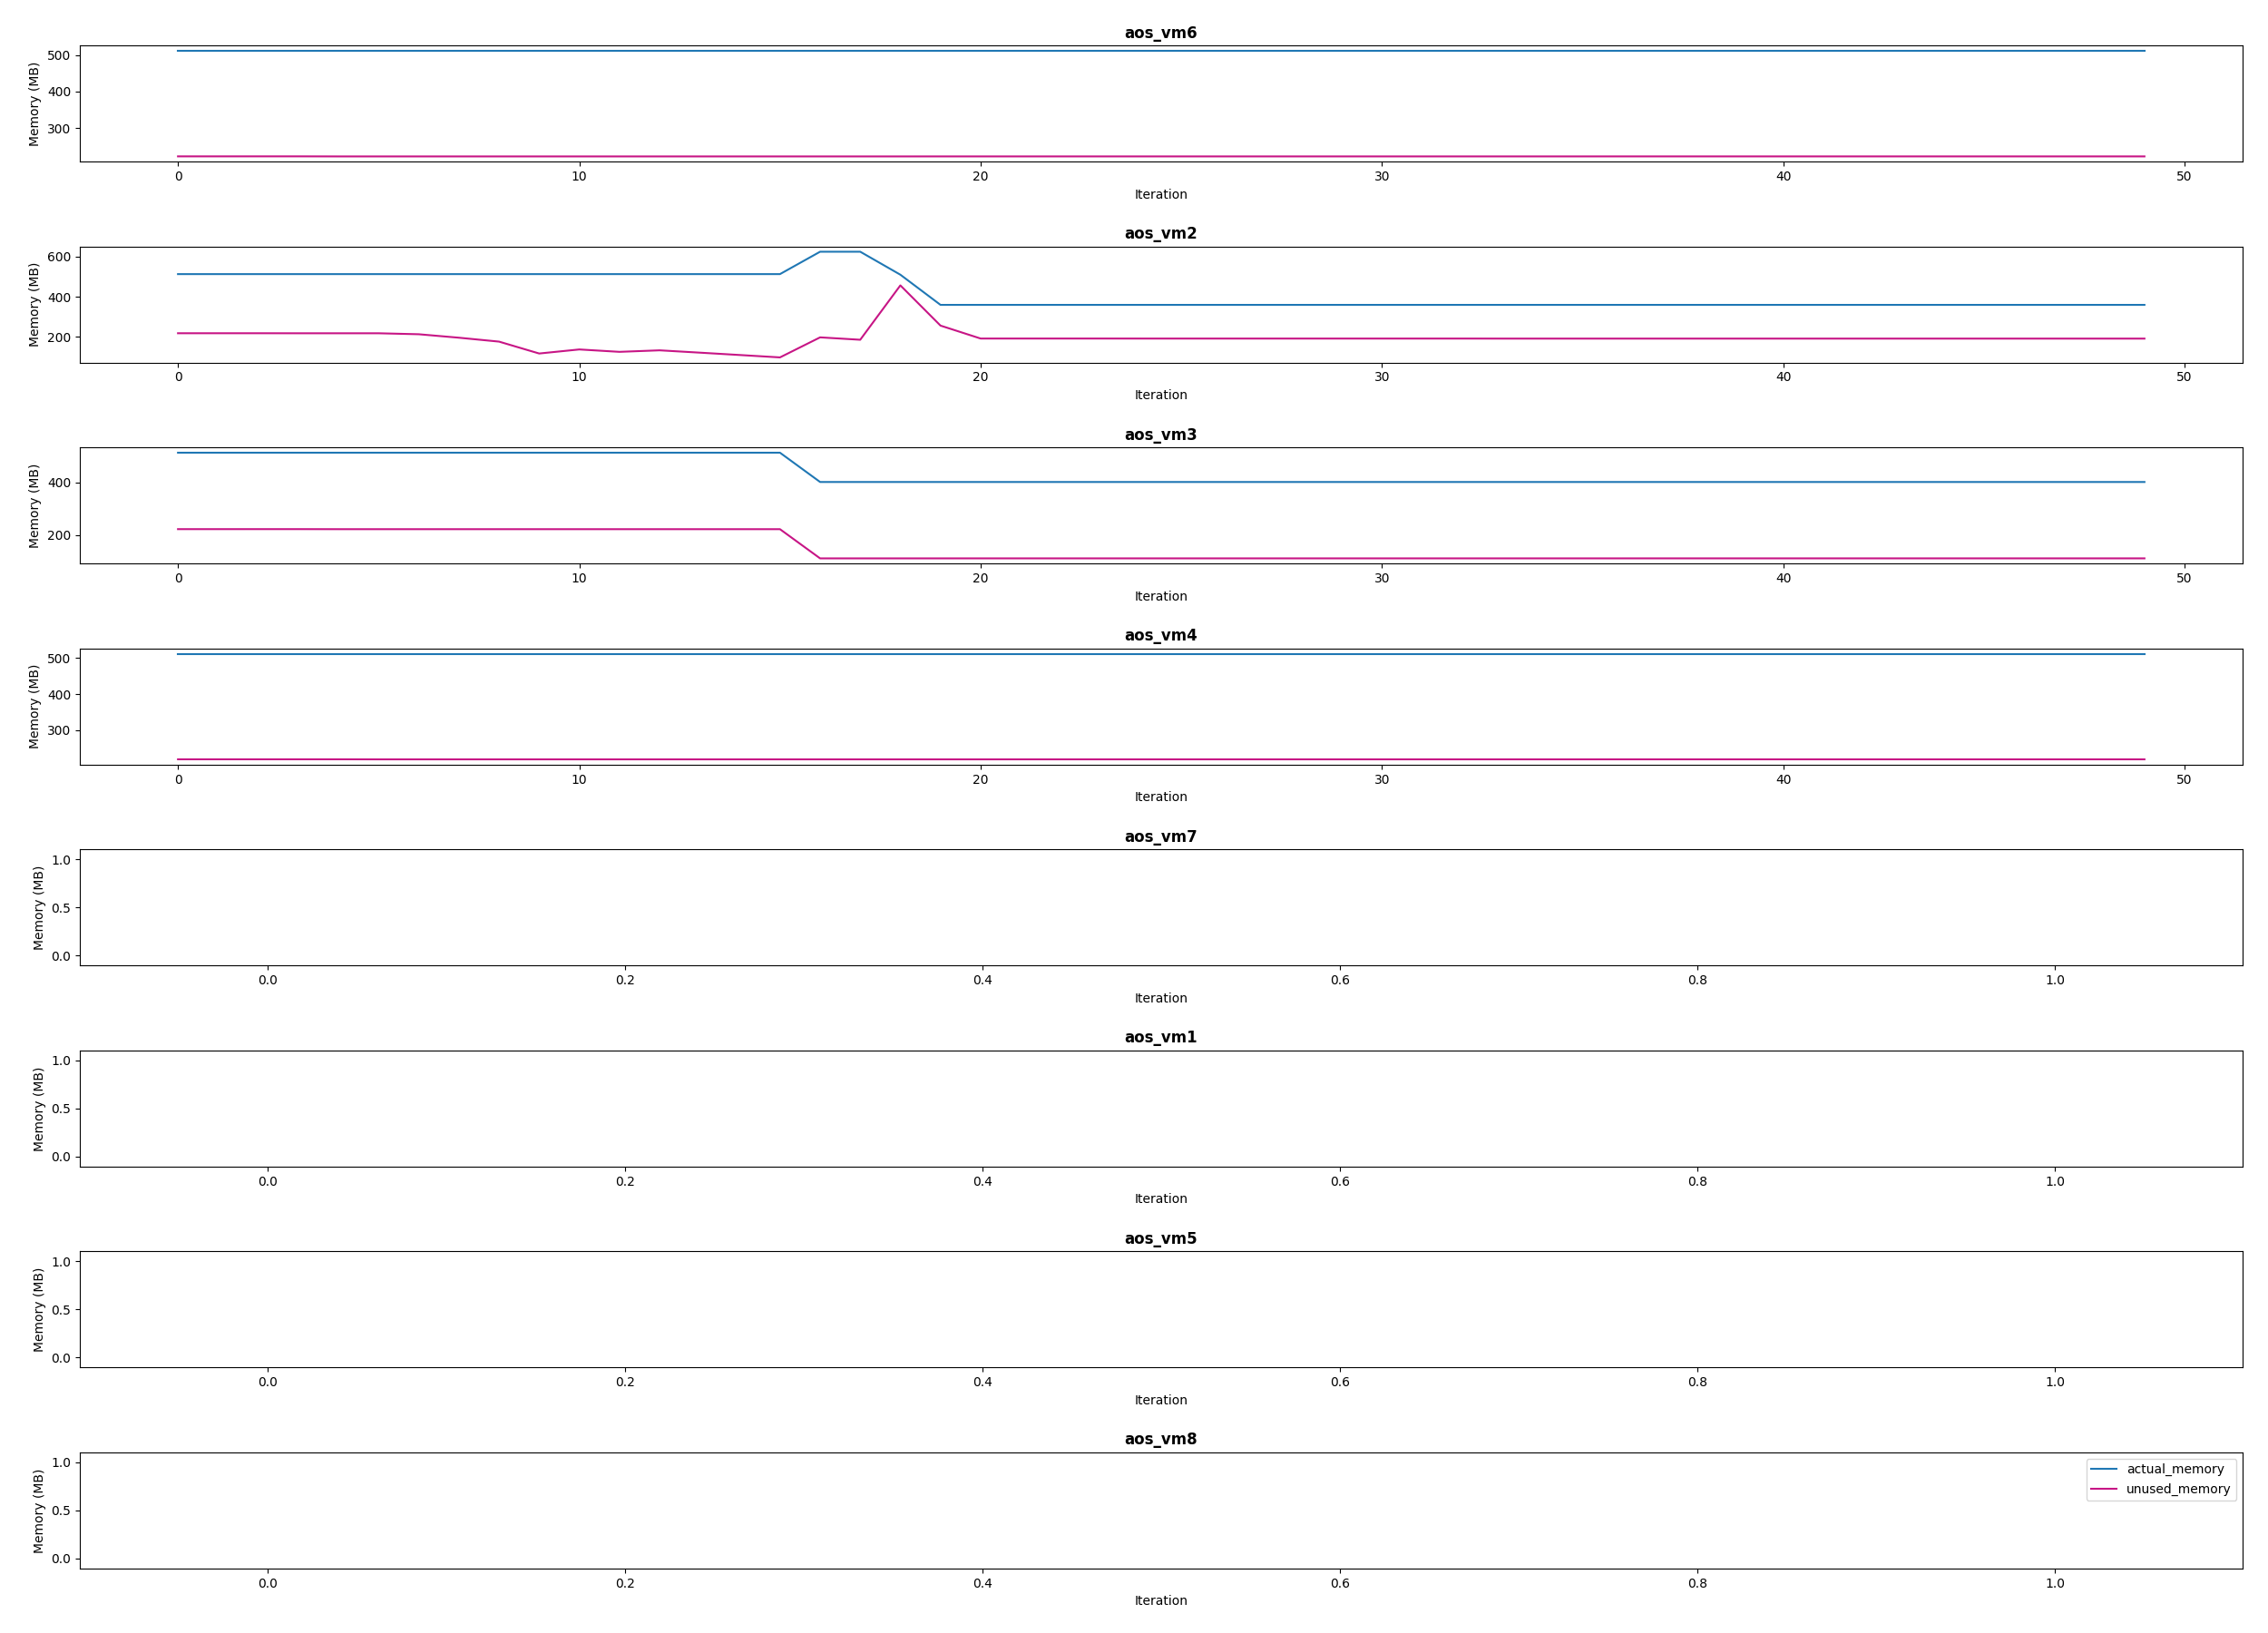 aos_vm6
Memory (MB)
500
400
300
0 10 20 30 40 50
Iteration
aos_vm2
Memory (MB)
600
400
200
0 10 20 30 40 50
Iteration
aos_vm3
Memory (MB)
400
200
0 10 20 30 40 50
Iteration
aos_vm4
Memory (MB)
500
400
300
0 10 20 30 40 50
Iteration
aos_vm7
Memory (MB)
1.0
0.5
0.0
0.0 0.2 0.4 0.6 0.8 1.0
Iteration
aos_vm1
Memory (MB)
1.0
0.5
0.0
0.0 0.2 0.4 0.6 0.8 1.0
Iteration
aos_vm5
Memory (MB)
1.0
0.5
0.0
0.0 0.2 0.4 0.6 0.8 1.0
Iteration
aos_vm8
Memory (MB)
1.0
0.5
0.0
actual_memory
unused_memory
0.0 0.2 0.4 0.6 0.8 1.0
Iteration